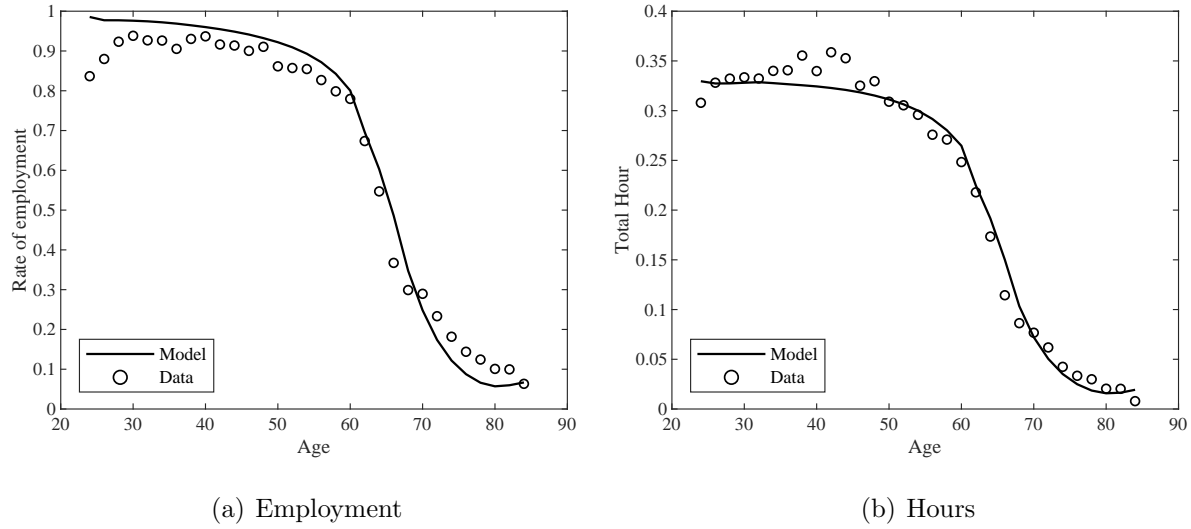 Rate of employment
1
0.9
0.8
0.7
0.6
0.5
0.4
0.3
0.2
0.1
0
Model
Data
20 30 40 50 60 70 80 90
Age
(a) Employment
Total Hour
0.4
0.35
0.3
0.25
0.2
0.15
0.1
0.05
0
Model
Data
20 30 40 50 60 70 80 90
Age
(b) Hours